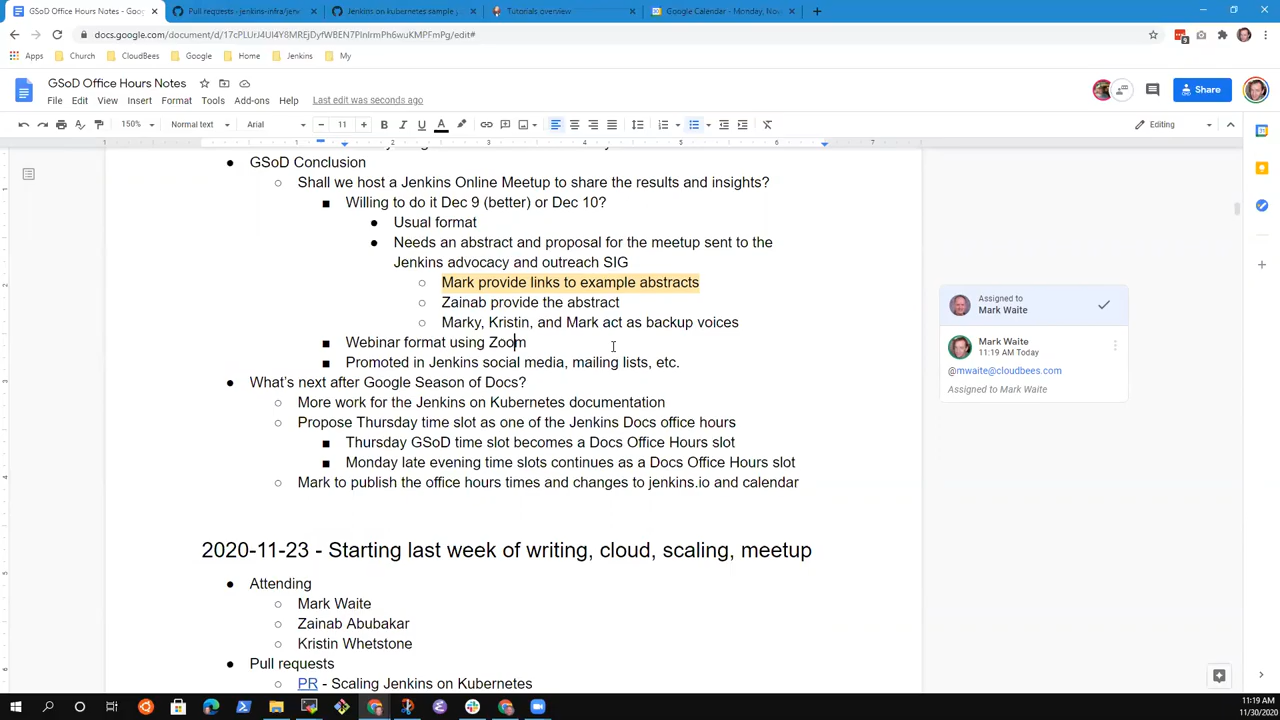 GSoD Office Hours Notes - Goo
Pull requests · jenkins-infra/jen
Jenkins on kubernetes sample
Tutorials overview
Google Calendar - Monday, Nov
docs.google.com/document/d/
Apps
Church
CloudBees
Google
Home
Jenkins
My
GSoD Office Hours Notes
File Edit View Insert Format Tools Add-ons Help Last edit was seconds ago
Share
150% Normal text Arial 11
Editing
1 1 2 3 4 5 6 7
GSoD Conclusion
Shall we host a Jenkins Online Meetup to share the results and insights?
Willing to do it Dec 9 (better) or Dec 10?
Usual format
Needs an abstract and proposal for the meetup sent to the
Jenkins advocacy and outreach SIG
Mark provide links to example abstracts
Zainab provide the abstract
Marky, Kristin, and Mark act as backup voices
Webinar format using Zoom
Promoted in Jenkins social media, mailing lists, etc.
What's next after Google Season of Docs?
More work for the Jenkins on Kubernetes documentation
Propose Thursday time slot as one of the Jenkins Docs office hours
Thursday GSoD time slot becomes a Docs Office Hours slot
Monday late evening time slots continues as a Docs Office Hours slot
Mark to publish the office hours times and changes to jenkins.io and calendar
2020-11-23 - Starting last week of writing, cloud, scaling, meetup
Attending
Mark Waite
Zainab Abubakar
Kristin Whetstone
Pull requests
PR - Scaling Jenkins on Kubernetes
Assigned to
Mark Waite
Mark Waite
11:19 AM Today
@mwaite@cloudbees.com
Assigned to Mark Waite
11:19 AM
11/30/2020